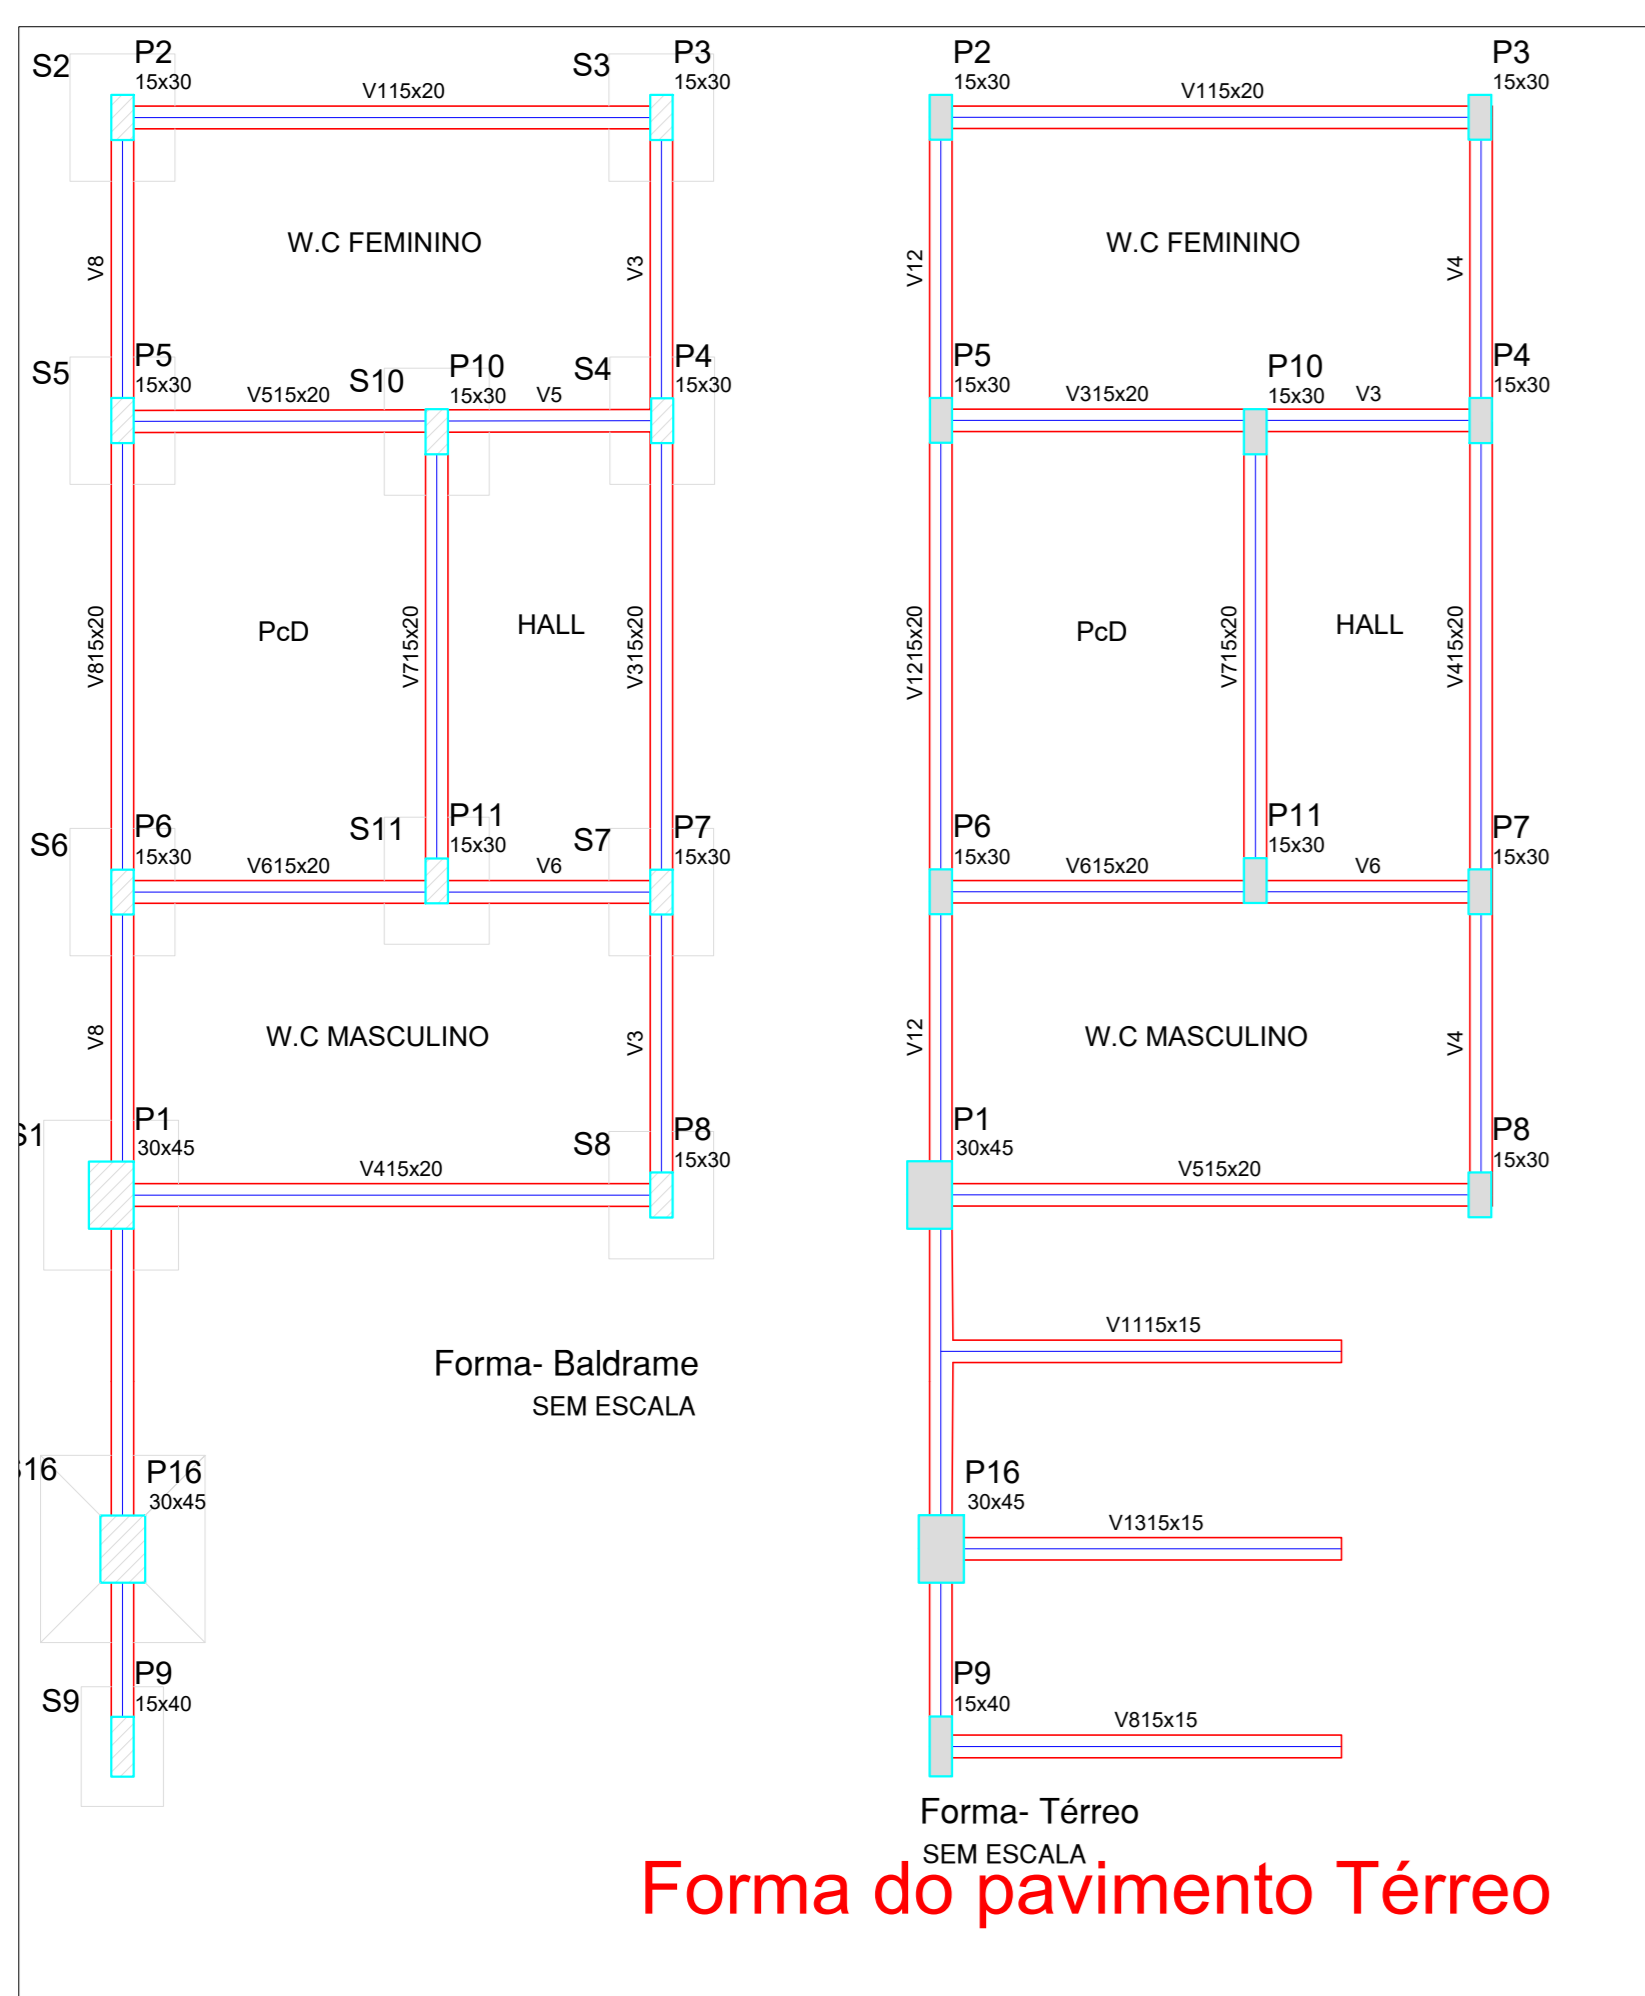 S2
P2
15x30
V115x20
S3
P3
15x30
W.C FEMININO
V8
V3
S5
P5
15x30
V515x20
S10
P10
15x30
V5
S4
P4
15x30
V815x20
PcD
V715x20
HALL
V315x20
S6
P6
15x30
V615x20
S11
P11
15x30
V6
S7
P7
15x30
V8
W.C MASCULINO
V3
S1
P1
30x45
V415x20
S8
P8
15x30
Forma- Baldrame
SEM ESCALA
S16
P16
30x45
S9
P9
15x40
P2
15x30
V115x20
P3
15x30
W.C FEMININO
V12
V4
P5
15x30
V315x20
P10
15x30
V3
P4
15x30
V1215x20
PcD
V715x20
HALL
V415x20
P6
15x30
V615x20
P11
15x30
V6
P7
15x30
V12
W.C MASCULINO
V4
P1
30x45
V515x20
P8
15x30
V1115x15
P16
30x45
V1315x15
P9
15x40
V815x15
Forma- Térreo
SEM ESCALA
Forma do pavimento Térreo